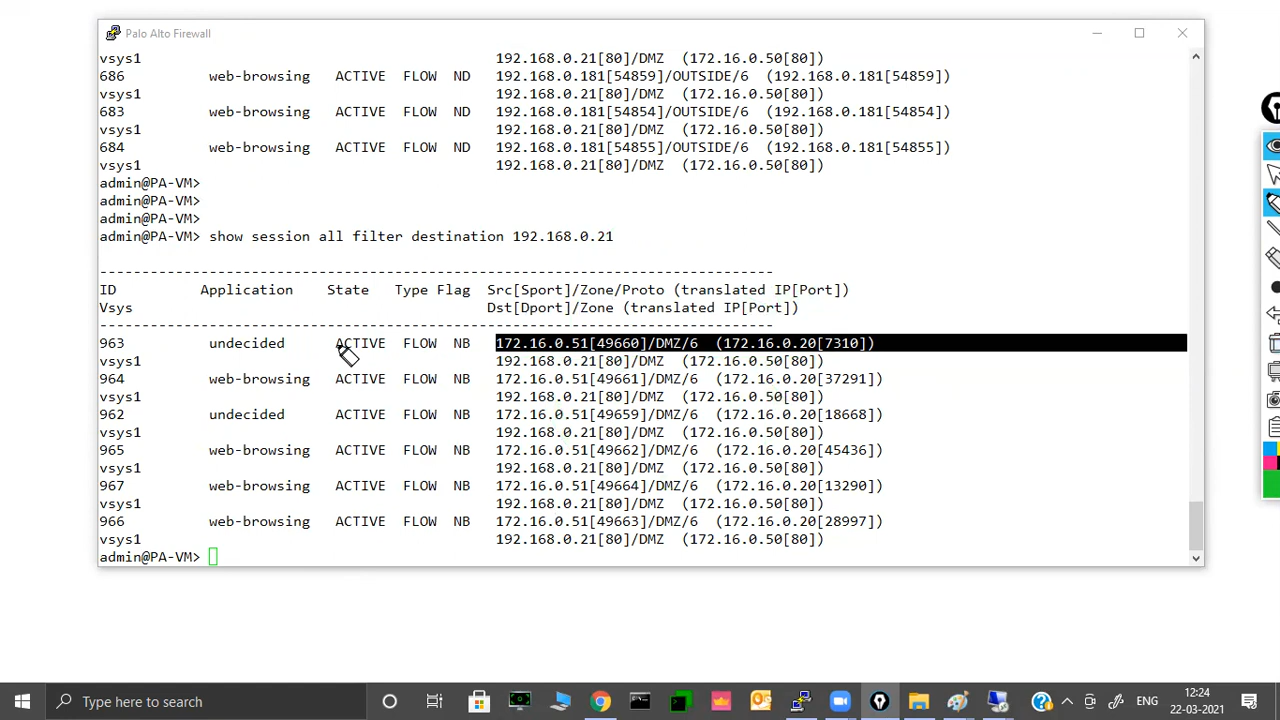 Palo Alto Firewall
vsys1 192.168.0.21[80]/DMZ (172.16.0.50[80])
686 web-browsing ACTIVE FLOW ND 192.168.0.181[54859]/OUTSIDE/6 (192.168.0.181[54859])
vsys1 192.168.0.21[80]/DMZ (172.16.0.50[80])
683 web-browsing ACTIVE FLOW ND 192.168.0.181[54854]/OUTSIDE/6 (192.168.0.181[54854])
vsys1 192.168.0.21[80]/DMZ (172.16.0.50[80])
684 web-browsing ACTIVE FLOW ND 192.168.0.181[54855]/OUTSIDE/6 (192.168.0.181[54855])
vsys1 192.168.0.21[80]/DMZ (172.16.0.50[80])
admin@PA-VM>
admin@PA-VM>
admin@PA-VM>
admin@PA-VM> show session all filter destination 192.168.0.21
--------------------------------------------------------------------------------
ID Application State Type Flag Src[Sport]/Zone/Proto (translated IP[Port])
Vsys Dst[Dport]/Zone (translated IP[Port])
--------------------------------------------------------------------------------
963 undecided ACTIVE FLOW NB 172.16.0.51[49660]/DMZ/6 (172.16.0.20[7310])
vsys1 192.168.0.21[80]/DMZ (172.16.0.50[80])
964 web-browsing ACTIVE FLOW NB 172.16.0.51[49661]/DMZ/6 (172.16.0.20[37291])
vsys1 192.168.0.21[80]/DMZ (172.16.0.50[80])
962 undecided ACTIVE FLOW NB 172.16.0.51[49659]/DMZ/6 (172.16.0.20[18668])
vsys1 192.168.0.21[80]/DMZ (172.16.0.50[80])
965 web-browsing ACTIVE FLOW NB 172.16.0.51[49662]/DMZ/6 (172.16.0.20[45436])
vsys1 192.168.0.21[80]/DMZ (172.16.0.50[80])
967 web-browsing ACTIVE FLOW NB 172.16.0.51[49664]/DMZ/6 (172.16.0.20[13290])
vsys1 192.168.0.21[80]/DMZ (172.16.0.50[80])
966 web-browsing ACTIVE FLOW NB 172.16.0.51[49663]/DMZ/6 (172.16.0.20[28997])
vsys1 192.168.0.21[80]/DMZ (172.16.0.50[80])
admin@PA-VM>
Type here to search
ENG
12:24
22-03-2021